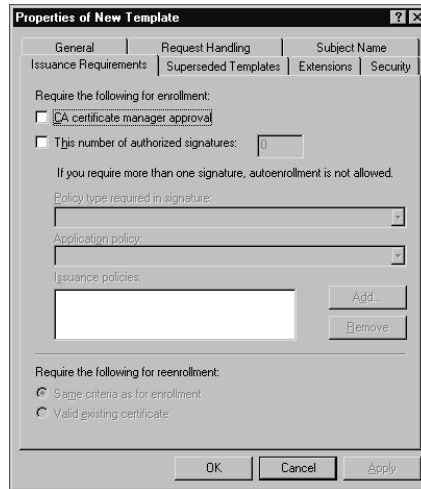 Properties of New Template
General Request Handling Subject Name
Issuance Requirements Superseded Templates Extensions Security
Require the following for enrollment:
CA certificate manager approval
This number of authorized signatures: 0
If you require more than one signature, autoenrollment is not allowed.
Policy type required in signature:
Application policy:
Issuance policies:
Add...
Remove
Require the following for reenrollment:
Same criteria as for enrollment
Valid existing certificate
OK Cancel Apply